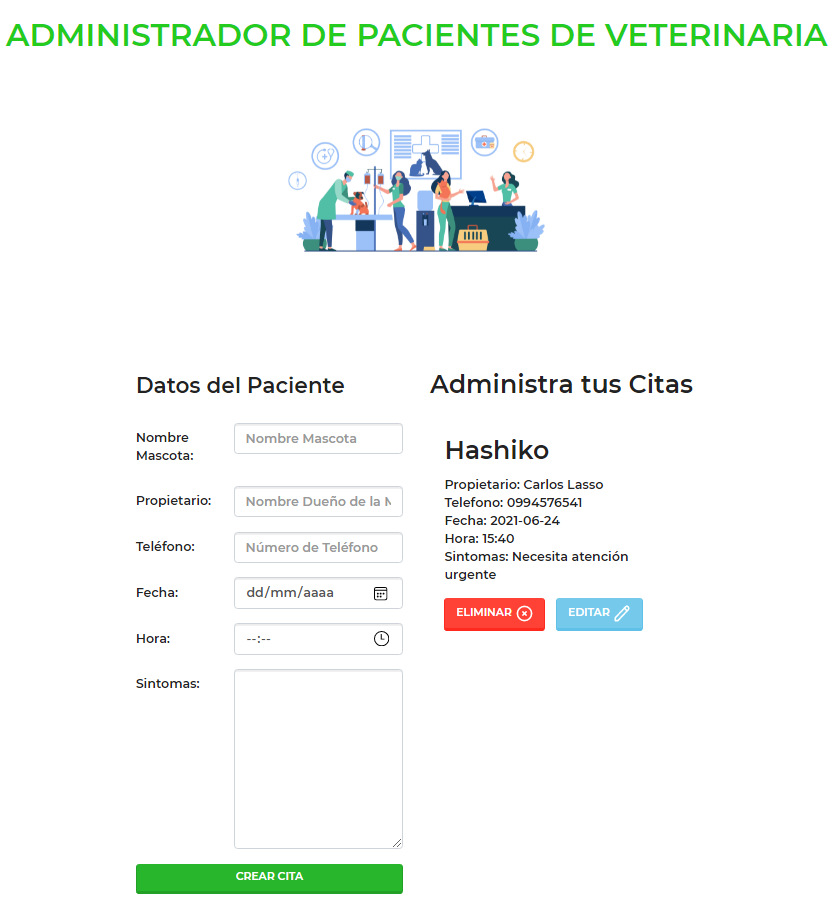 ADMINISTRADOR DE PACIENTES DE VETERINARIA
Datos del Paciente
Nombre
Mascota:
Nombre Mascota
Propietario:
Nombre Dueño de la M
Teléfono:
Número de Teléfono
Fecha:
dd/mm/aaaa
Hora:
--:--
Sintomas:
CREAR CITA
Administra tus Citas
Hashiko
Propietario: Carlos Lasso
Telefono: 0994576541
Fecha: 2021-06-24
Hora: 15:40
Sintomas: Necesita atención
urgente
ELIMINAR
EDITAR